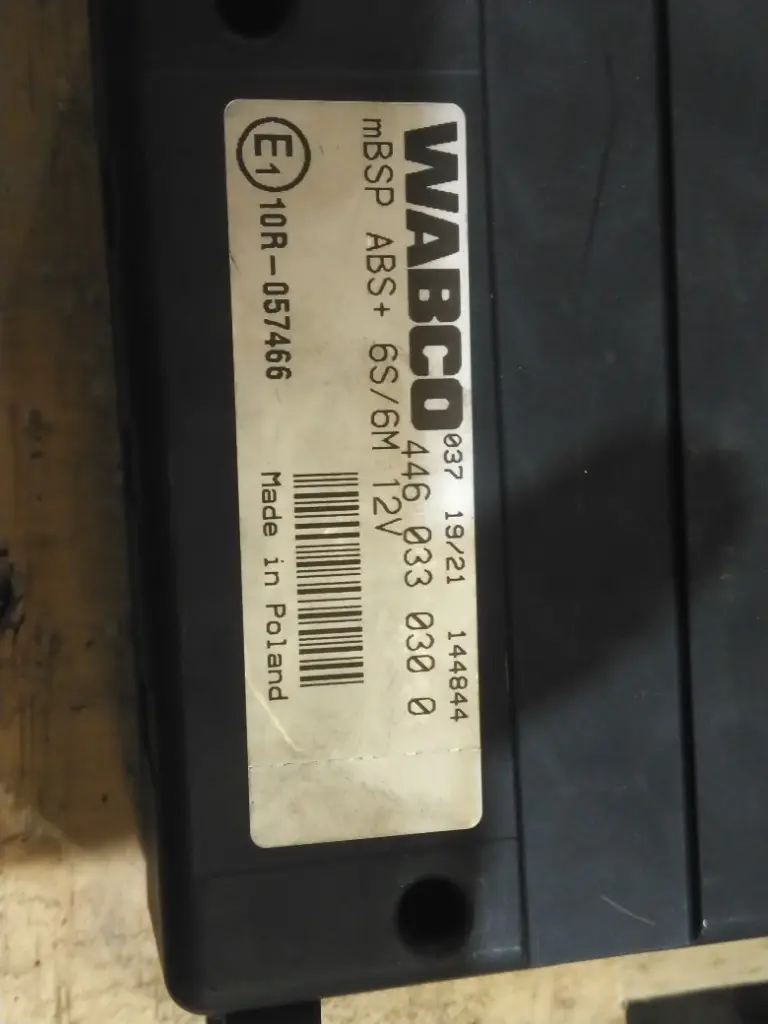 037 19/21 144844
WABCO 446 033 030 0
mBSP ABS+ 6S/6M 12V
E1 10R-057466
Made in Poland